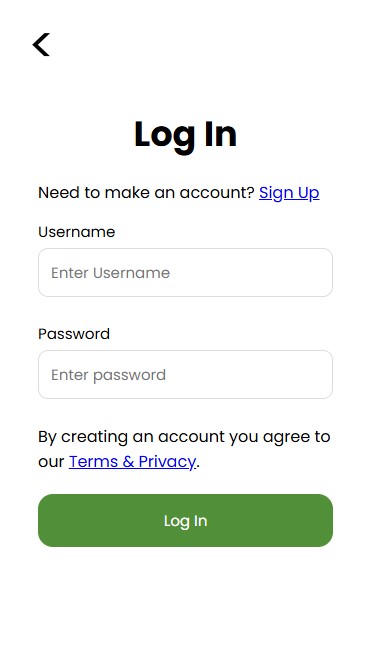 Log In
Need to make an account? Sign Up
Username
Enter Username
Password
Enter password
By creating an account you agree to
our Terms & Privacy.
Log In